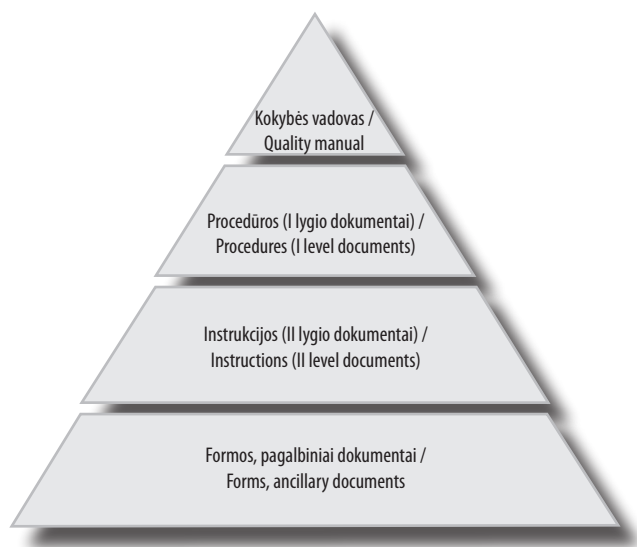 Kokybės vadovas /
Quality manual
Procedūros (I lygio dokumentai) /
Procedures (I level documents)
Instrukcijos (II lygio dokumentai) /
Instructions (II level documents)
Formos, pagalbiniai dokumentai /
Forms, ancillary documents